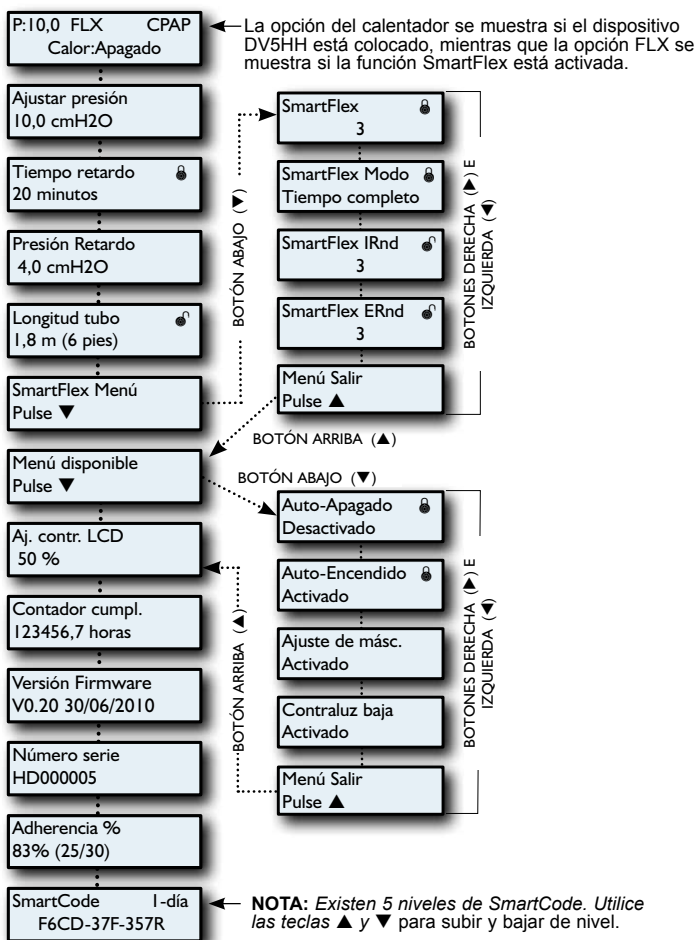 P:10,0 FLX CPAP
Calor:Apagado
La opción del calentador se muestra si el dispositivo
DV5HH está colocado, mientras que la opción FLX se
muestra si la función SmartFlex está activada.
Ajustar presión
10,0 cmH2O
Tiempo retardo
20 minutos
Presión Retardo
4,0 cmH2O
Longitud tubo
1,8 m (6 pies)
SmartFlex Menú
Pulse ▼
BOTÓN ABAJO (▼)
SmartFlex
3
SmartFlex Modo
Tiempo completo
SmartFlex IRnd
3
SmartFlex ERnd
3
Menú Salir
Pulse ▲
BOTONES DERECHA (▲) E
IZQUIERDA (▼)
BOTÓN ARRIBA (▲)
Menú disponible
Pulse ▼
BOTÓN ABAJO (▼)
Auto-Apagado
Desactivado
Auto-Encendido
Activado
Ajuste de másc.
Activado
Contraluz baja
Activado
Menú Salir
Pulse ▲
BOTONES DERECHA (▲) E
IZQUIERDA (▼)
BOTÓN ARRIBA (▲)
Aj. contr. LCD
50 %
Contador cumpl.
123456,7 horas
Versión Firmware
V0.20 30/06/2010
Número serie
HD000005
Adherencia %
83% (25/30)
SmartCode 1-día
F6CD-37F-357R
NOTA: Existen 5 niveles de SmartCode. Utilice
las teclas ▲ y ▼ para subir y bajar de nivel.